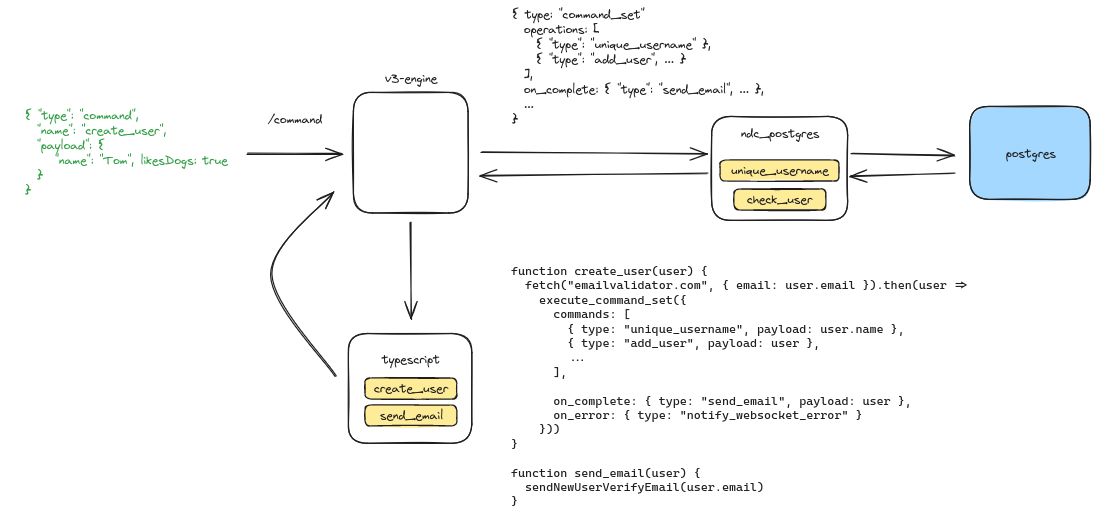 { type: "command_set"
operations: [
{ "type": "unique_username" },
{ "type": "add_user", ... }
],
on_complete: { "type": "send_email", ... },
...
}
v3-engine
{ "type": "command",
"name": "create_user",
"payload": {
"name": "Tom", likesDogs: true
}
}
/command
ndc_postgres
unique_username
check_user
postgres
typescript
create_user
send_email
function create_user(user) {
fetch("emailvalidator.com", { email: user.email }).then(user =>
execute_command_set({
commands: [
{ type: "unique_username", payload: user.name },
{ type: "add_user", payload: user },
...
],
on_complete: { type: "send_email", payload: user },
on_error: { type: "notify_websocket_error" }
}))
}
function send_email(user) {
sendNewUserVerifyEmail(user.email)
}